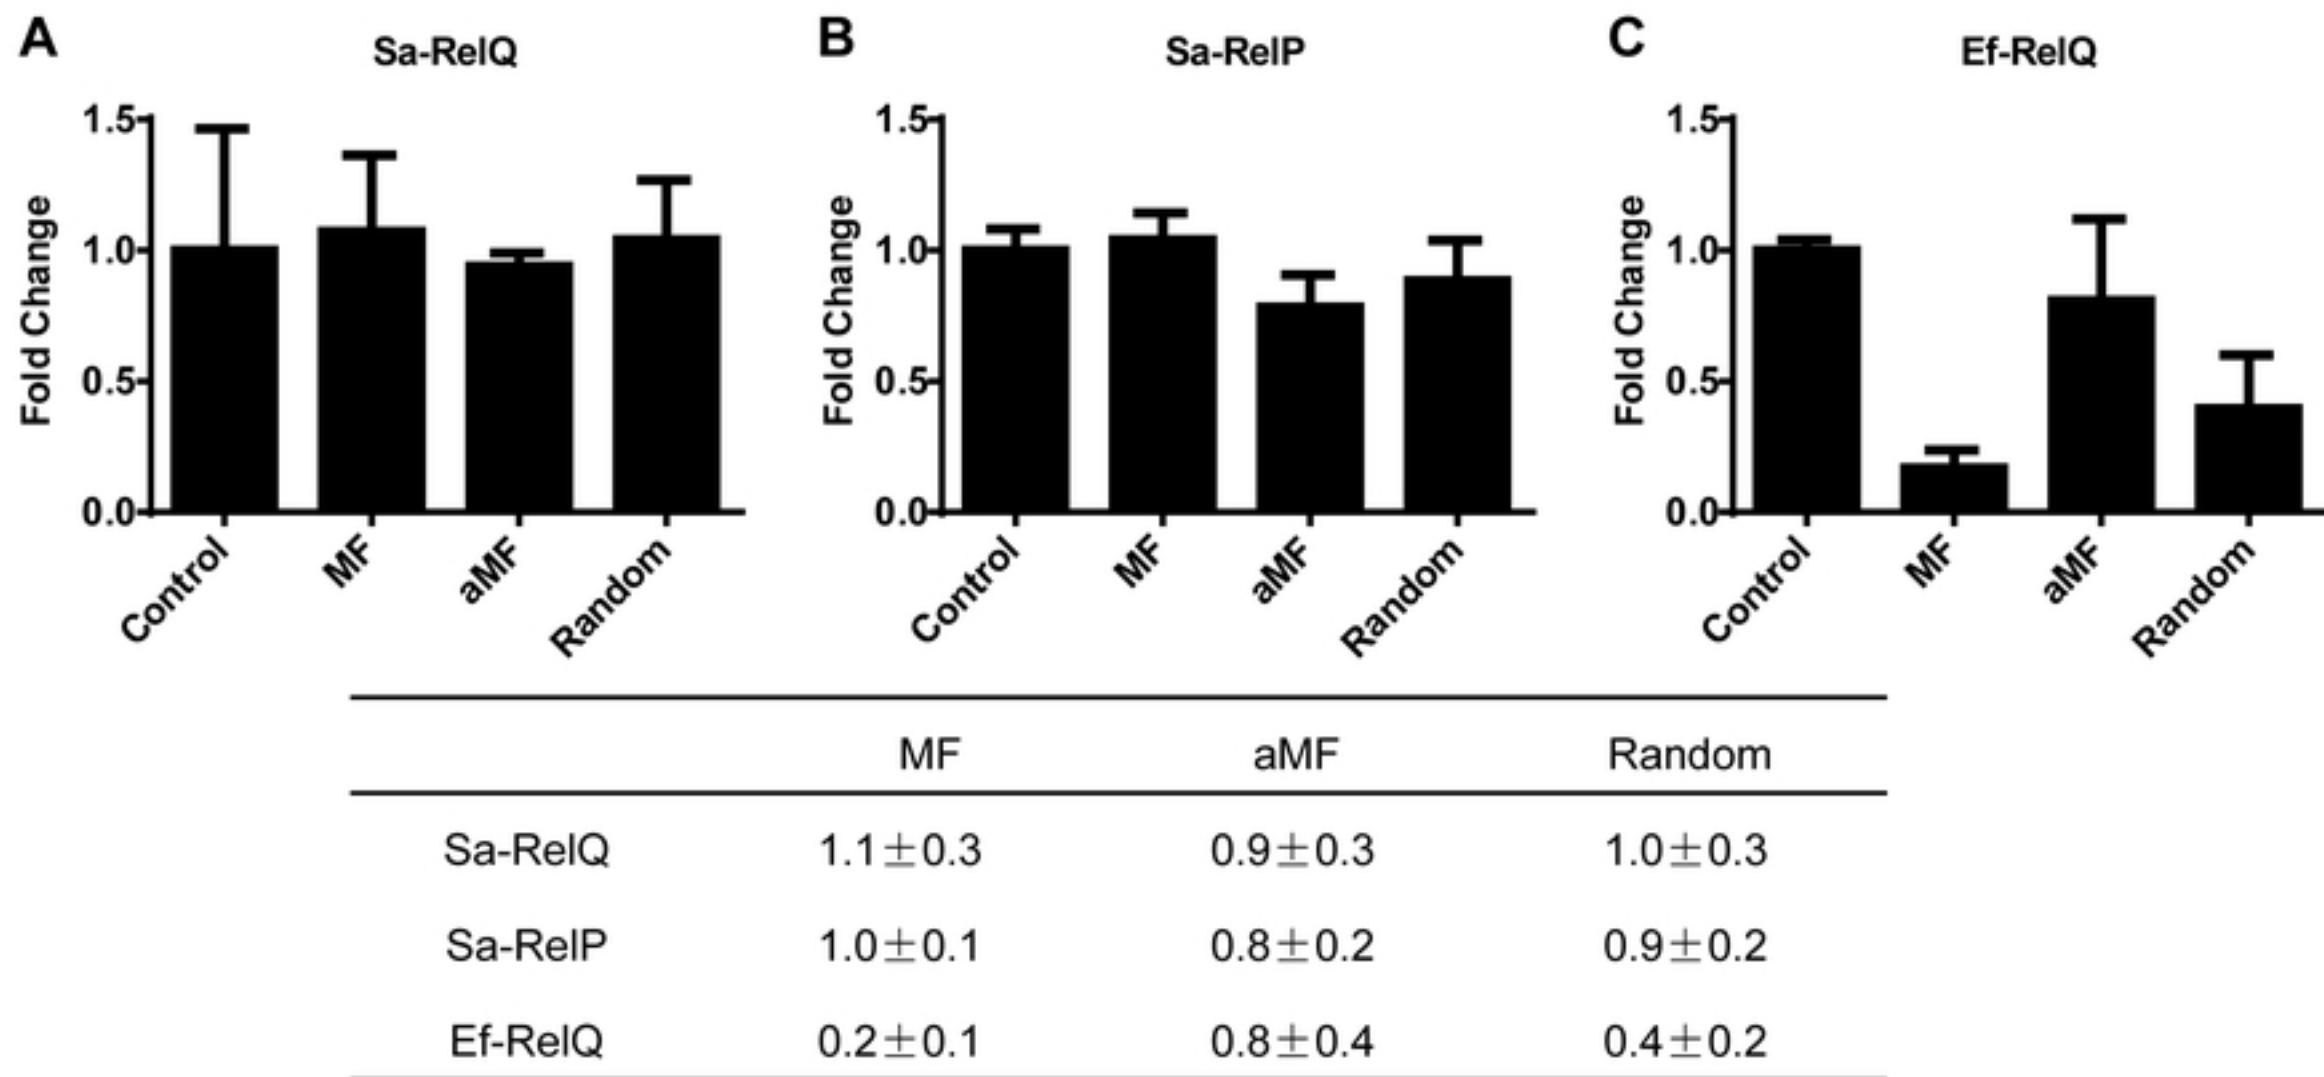 A Sa-RelQ
1.5
1.0
0.5
0.0
Fold Change
Control MF aMF Random
B Sa-RelP
1.5
1.0
0.5
0.0
Fold Change
Control MF aMF Random
C Ef-RelQ
1.5
1.0
0.5
0.0
Fold Change
Control MF aMF Random
MF aMF Random
Sa-RelQ 1.1±0.3 0.9±0.3 1.0±0.3
Sa-RelP 1.0±0.1 0.8±0.2 0.9±0.2
Ef-RelQ 0.2±0.1 0.8±0.4 0.4±0.2